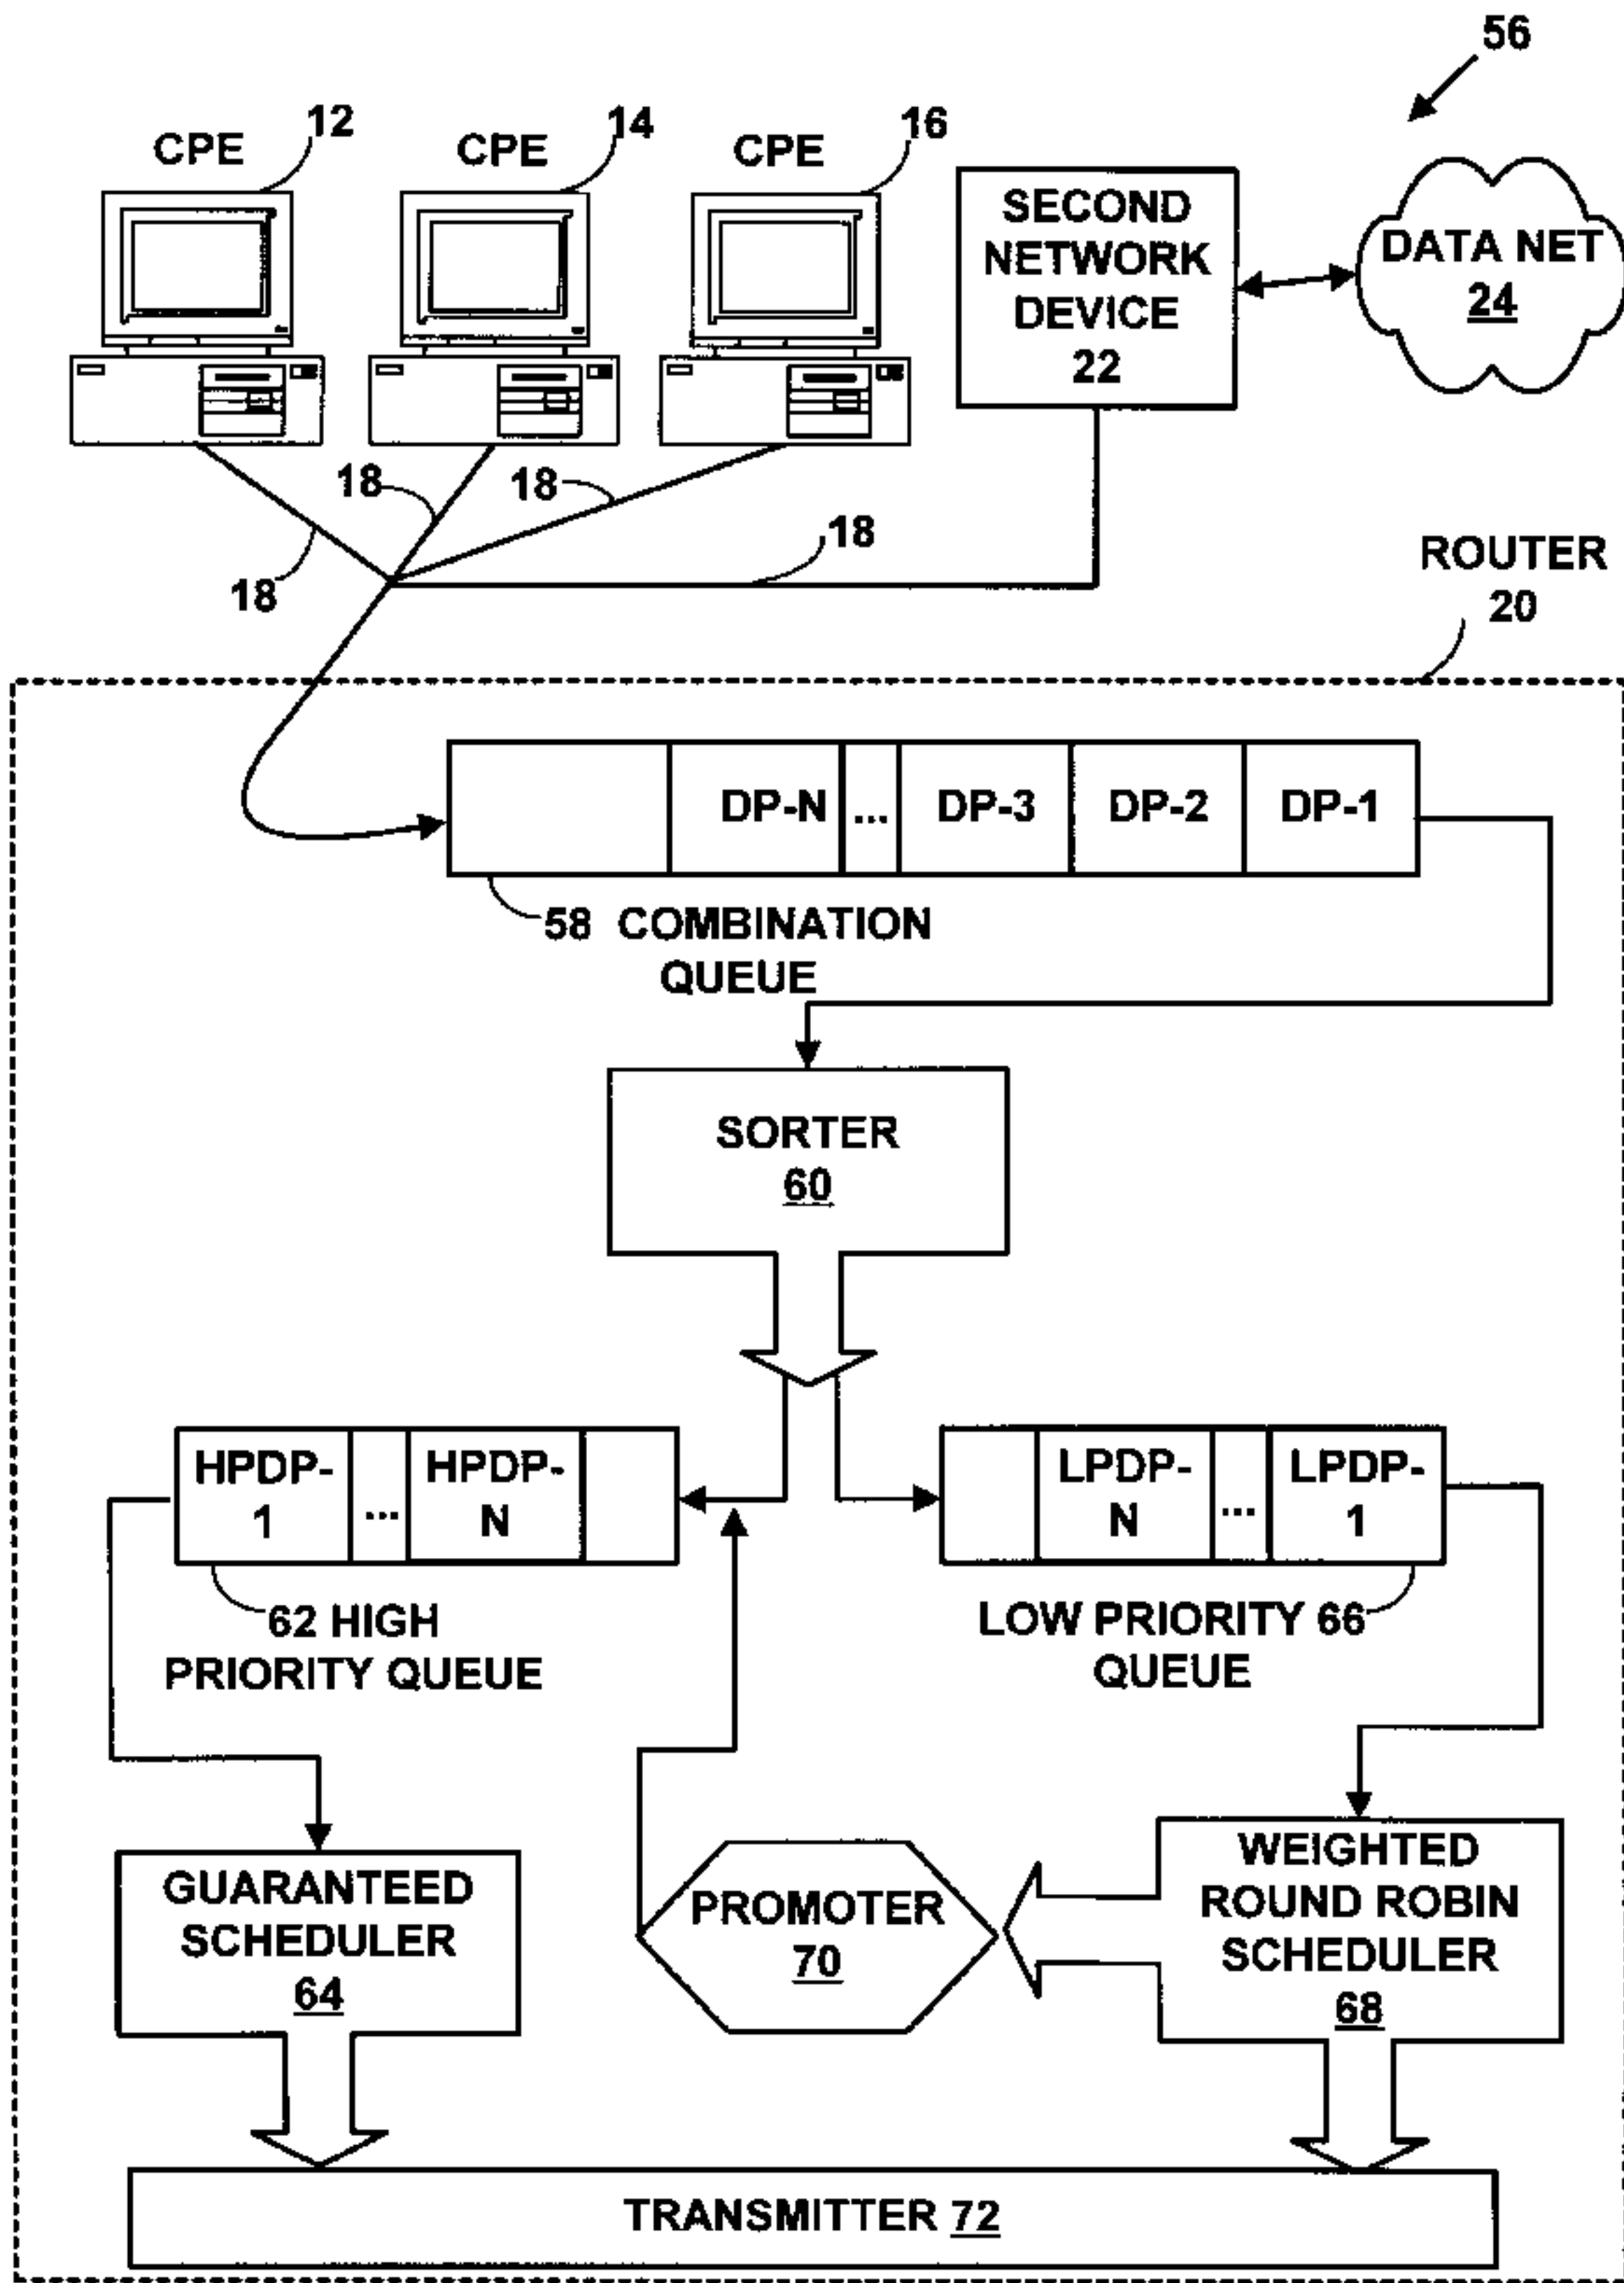 56
12
14
16
CPE
CPE
CPE
SECOND
NETWORK
DEVICE
22
DATA NET
24
18
18
18
18
ROUTER
20
DP-N
...
DP-3
DP-2
DP-1
58 COMBINATION
QUEUE
SORTER
60
HPDP-
1
...
HPDP-
N
LPDP-
N
...
LPDP-
1
62 HIGH
PRIORITY QUEUE
LOW PRIORITY 66
QUEUE
GUARANTEED
SCHEDULER
64
PROMOTER
70
WEIGHTED
ROUND ROBIN
SCHEDULER
68
TRANSMITTER 72